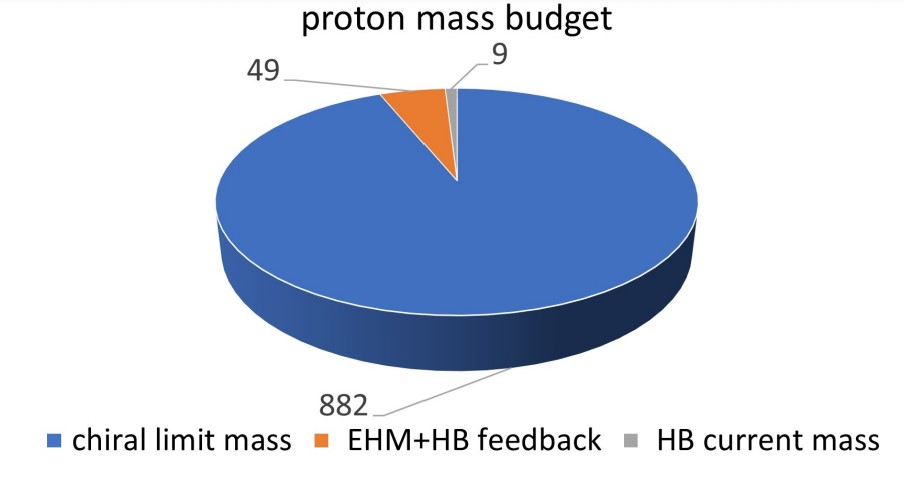 proton mass budget
9
49
882
chiral limit mass EHM+HB feedback HB current mass